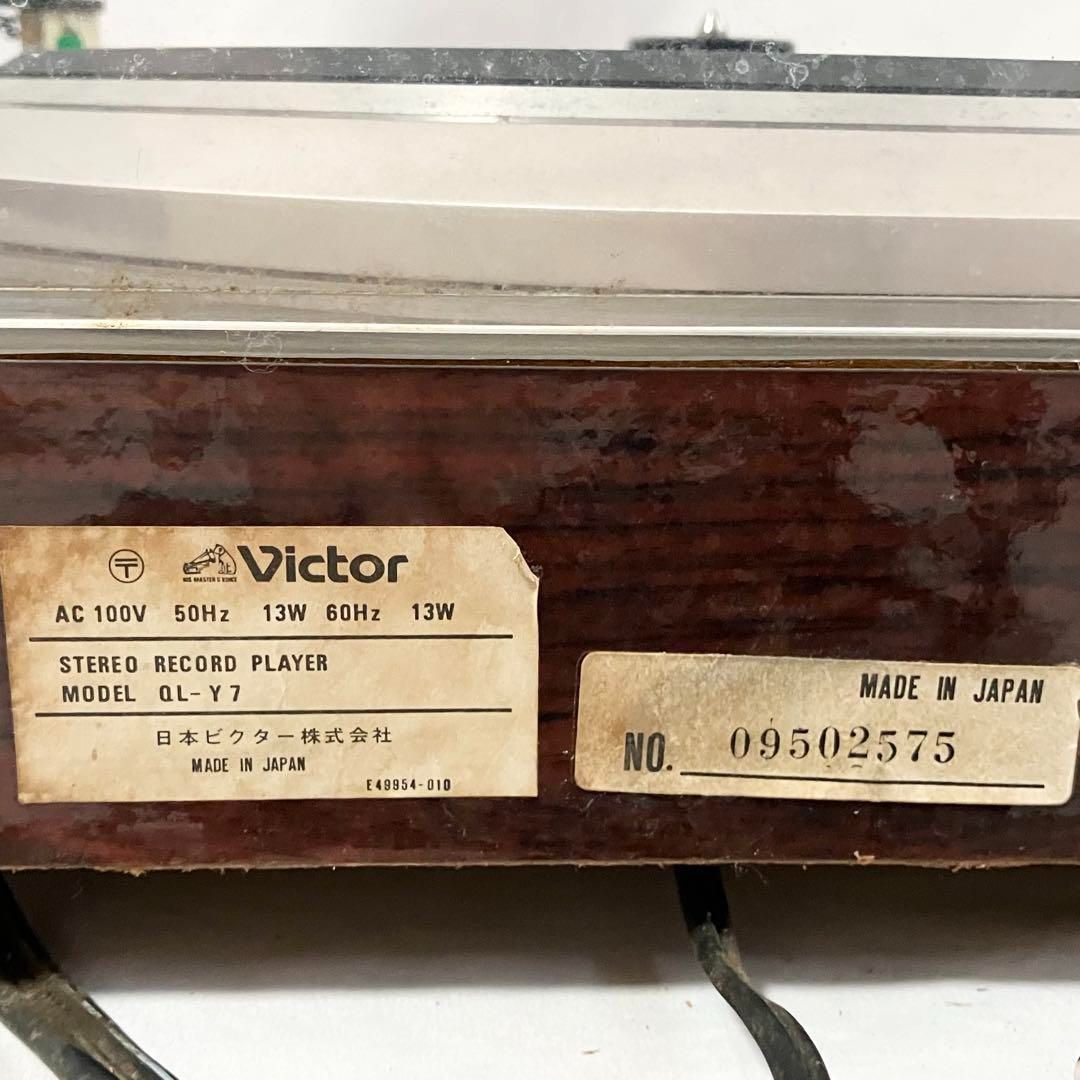 〒 HIS MASTER'S VOICE Victor
AC 100V 50Hz 13W 60Hz 13W
STEREO RECORD PLAYER
MODEL QL-Y7
日本ビクター株式会社
MADE IN JAPAN
E49954-010
MADE IN JAPAN
NO. 09502575